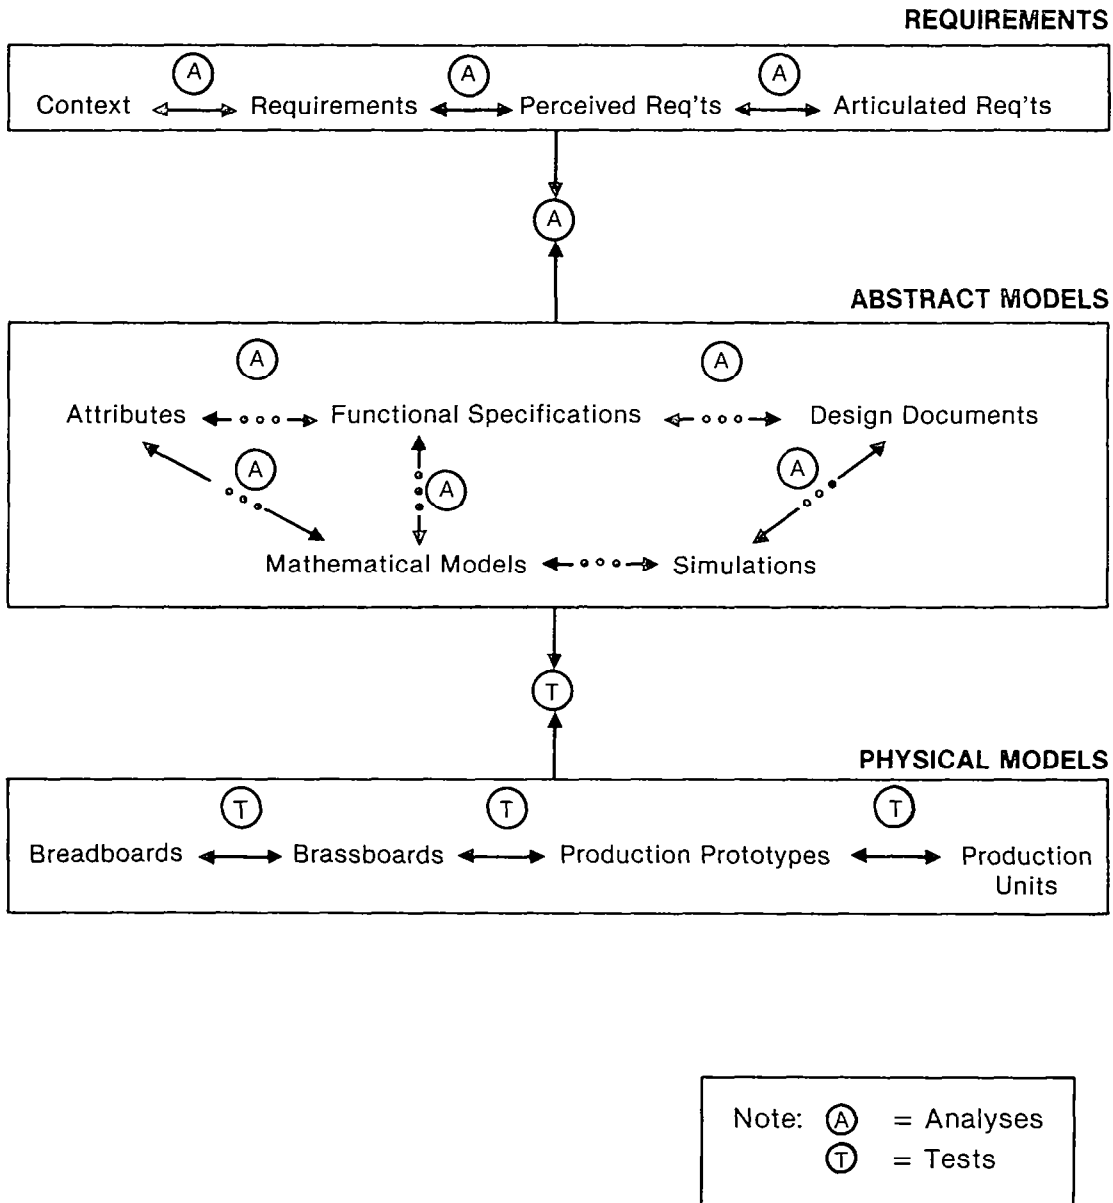 REQUIREMENTS
A A A
Context Requirements Perceived Req'ts Articulated Req'ts
A
ABSTRACT MODELS
A A
Attributes Functional Specifications Design Documents
A A A
Mathematical Models Simulations
T
PHYSICAL MODELS
T T T
Breadboards Brassboards Production Prototypes Production
Units
Note: A = Analyses
T = Tests